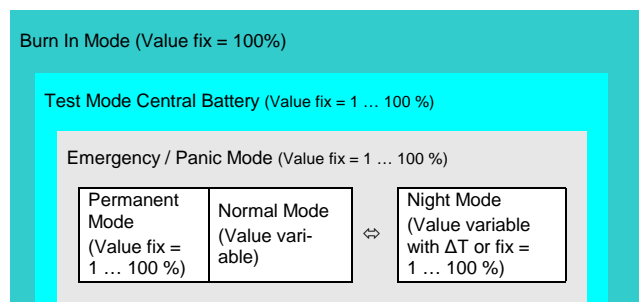 Burn In Mode (Value fix = 100%)
Test Mode Central Battery (Value fix = 1 … 100 %)
Emergency / Panic Mode (Value fix = 1 … 100 %)
Permanent
Mode
(Value fix =
1 … 100 %)
Normal Mode
(Value vari-
able)
⇔
Night Mode
(Value variable
with ΔT or fix =
1 … 100 %)